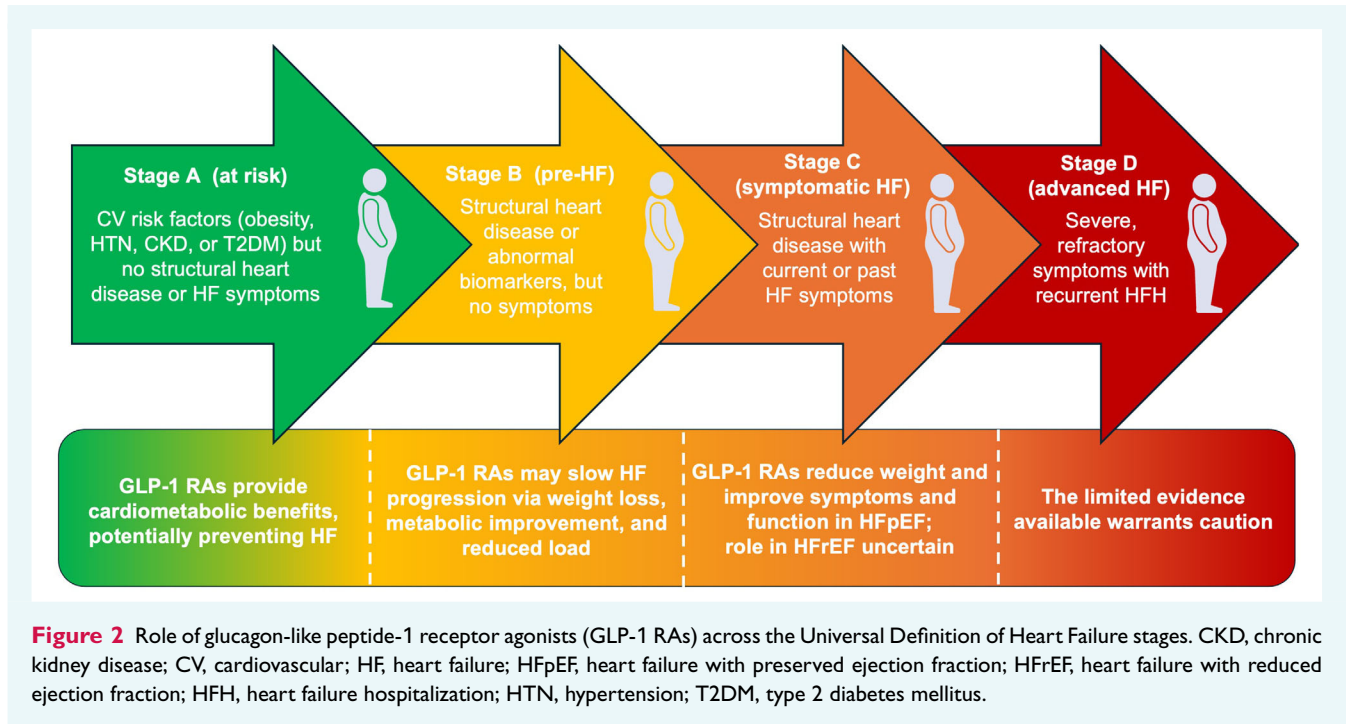 Stage A (at risk)
CV risk factors (obesity,
HTN, CKD, or T2DM) but
no structural heart
disease or HF symptoms
Stage B (pre-HF)
Structural heart
disease or
abnormal
biomarkers, but
no symptoms
Stage C
(symptomatic HF)
Structural heart
disease with
current or past
HF symptoms
Stage D
(advanced HF)
Severe,
refractory
symptoms with
recurrent HFH
GLP-1 RAs provide
cardiometabolic benefits,
potentially preventing HF
GLP-1 RAs may slow HF
progression via weight loss,
metabolic improvement, and
reduced load
GLP-1 RAs reduce weight and
improve symptoms and
function in HFpEF;
role in HFrEF uncertain
The limited evidence
available warrants caution
Figure 2 Role of glucagon-like peptide-1 receptor agonists (GLP-1 RAs) across the Universal Definition of Heart Failure stages. CKD, chronic
kidney disease; CV, cardiovascular; HF, heart failure; HFpEF, heart failure with preserved ejection fraction; HFrEF, heart failure with reduced
ejection fraction; HFH, heart failure hospitalization; HTN, hypertension; T2DM, type 2 diabetes mellitus.